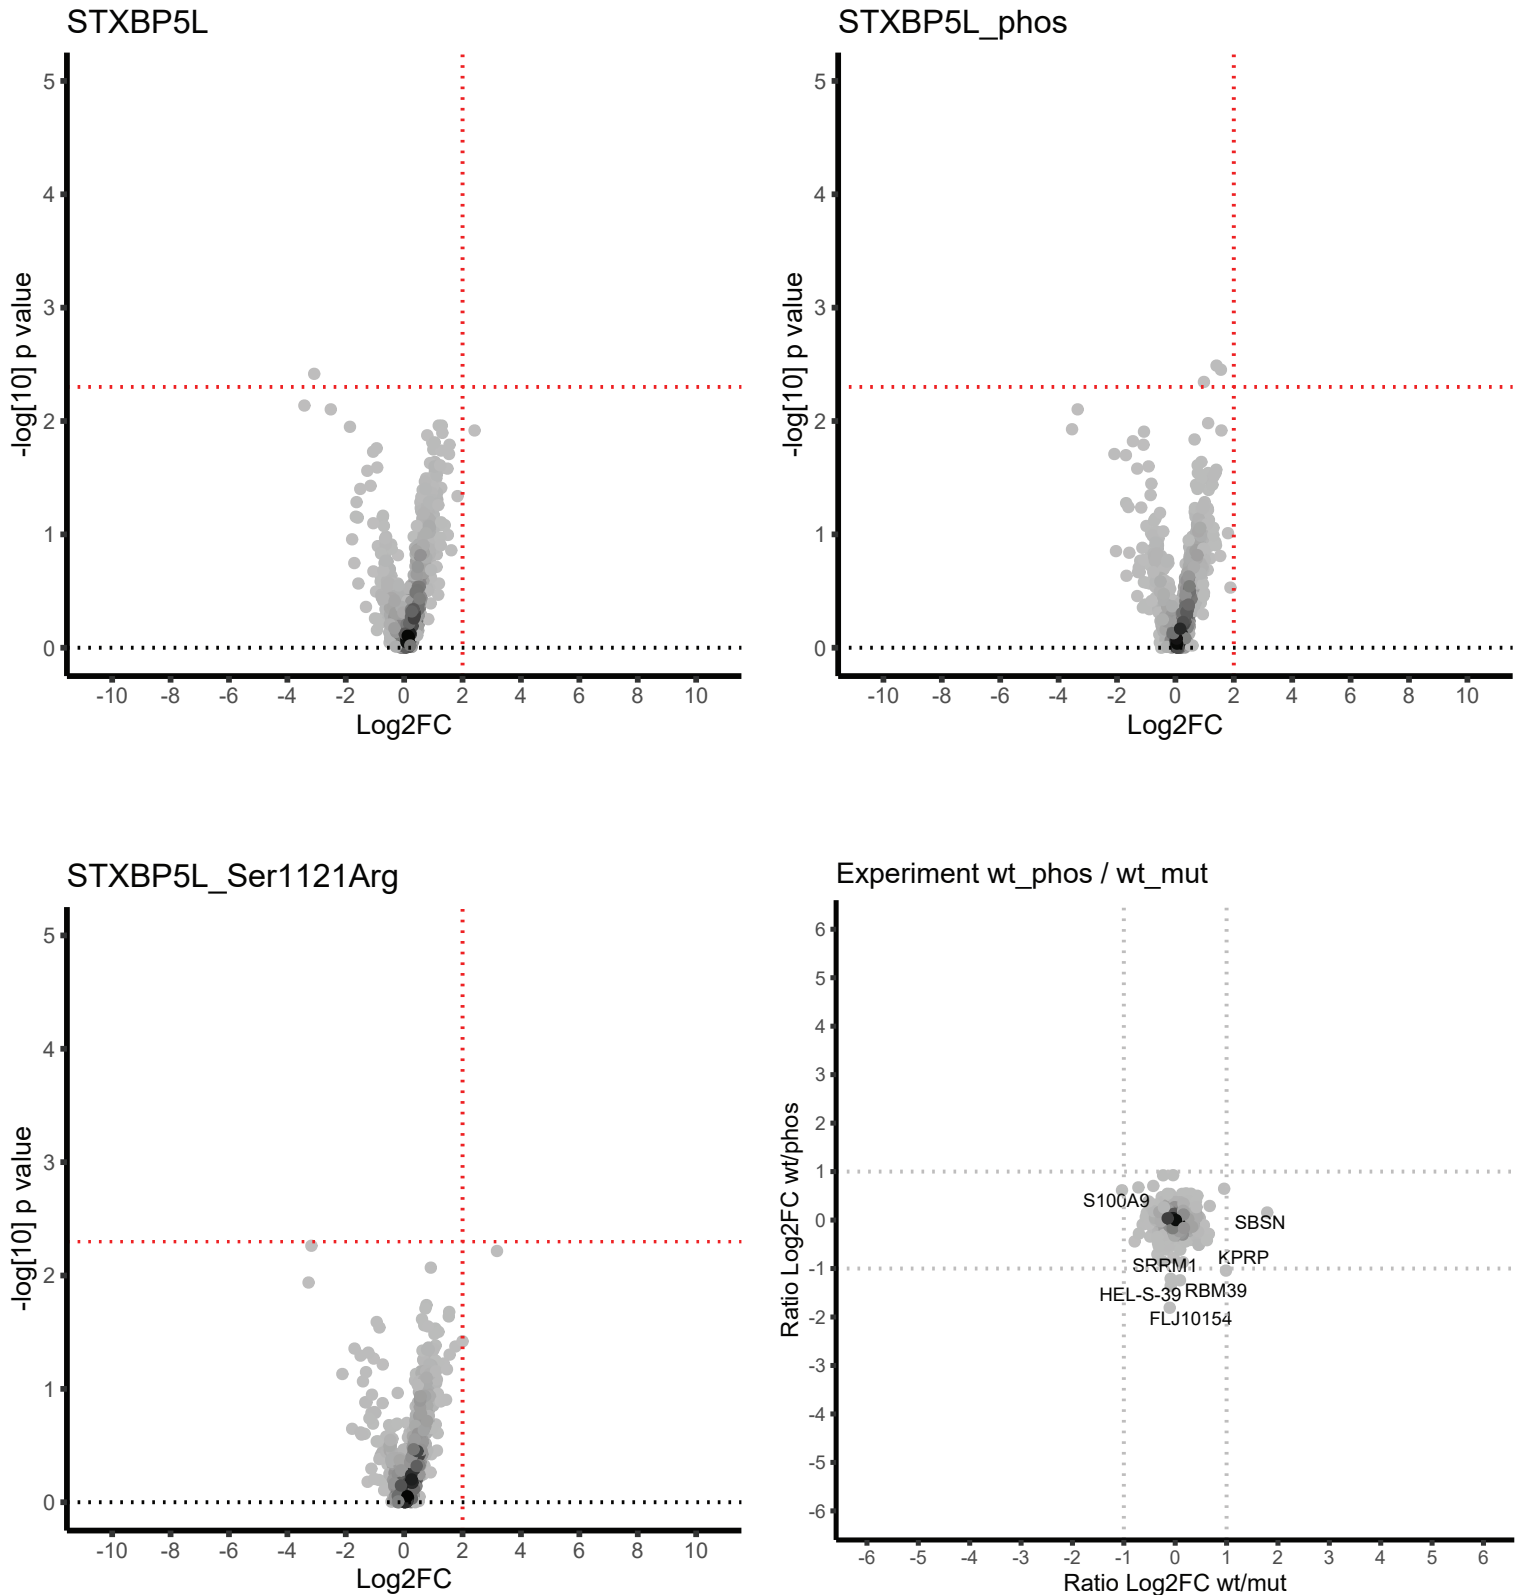 STXBP5L
5
4
3
2
1
0
-log[10] p value
-10 -8 -6 -4 -2 0 2 4 6 8 10
Log2FC
STXBP5L_phos
5
4
3
2
1
0
-log[10] p value
-10 -8 -6 -4 -2 0 2 4 6 8 10
Log2FC
STXBP5L_Ser1121Arg
5
4
3
2
1
0
-log[10] p value
-10 -8 -6 -4 -2 0 2 4 6 8 10
Log2FC
Experiment wt_phos / wt_mut
6
5
4
3
2
1
0
-1
-2
-3
-4
-5
-6
Ratio Log2FC wt/phos
S100A9
SBSN
KPRP
SRRM1
HEL-S-39
RBM39
FLJ10154
-6 -5 -4 -3 -2 -1 0 1 2 3 4 5 6
Ratio Log2FC wt/mut